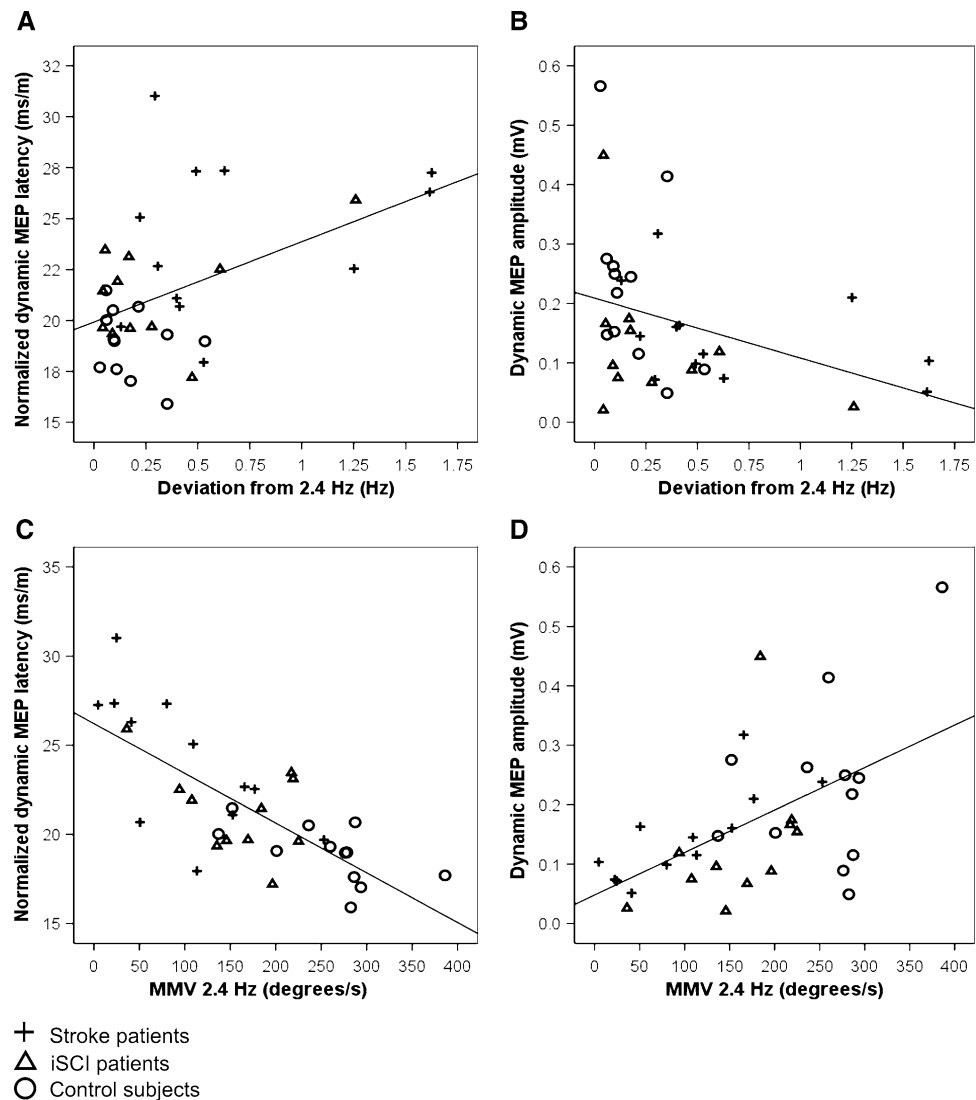 A
Normalized dynamic MEP latency (ms/m)
32
30
28
25
22
20
18
15
0 0.25 0.5 0.75 1 1.25 1.5 1.75
Deviation from 2.4 Hz (Hz)
B
Dynamic MEP amplitude (mV)
0.6
0.5
0.4
0.3
0.2
0.1
0.0
0 0.25 0.5 0.75 1 1.25 1.5 1.75
Deviation from 2.4 Hz (Hz)
C
Normalized dynamic MEP latency (ms/m)
35
30
25
20
15
0 50 100 150 200 250 300 350 400
MMV 2.4 Hz (degrees/s)
D
Dynamic MEP amplitude (mV)
0.6
0.5
0.4
0.3
0.2
0.1
0.0
0 50 100 150 200 250 300 350 400
MMV 2.4 Hz (degrees/s)
Stroke patients
iSCI patients
Control subjects